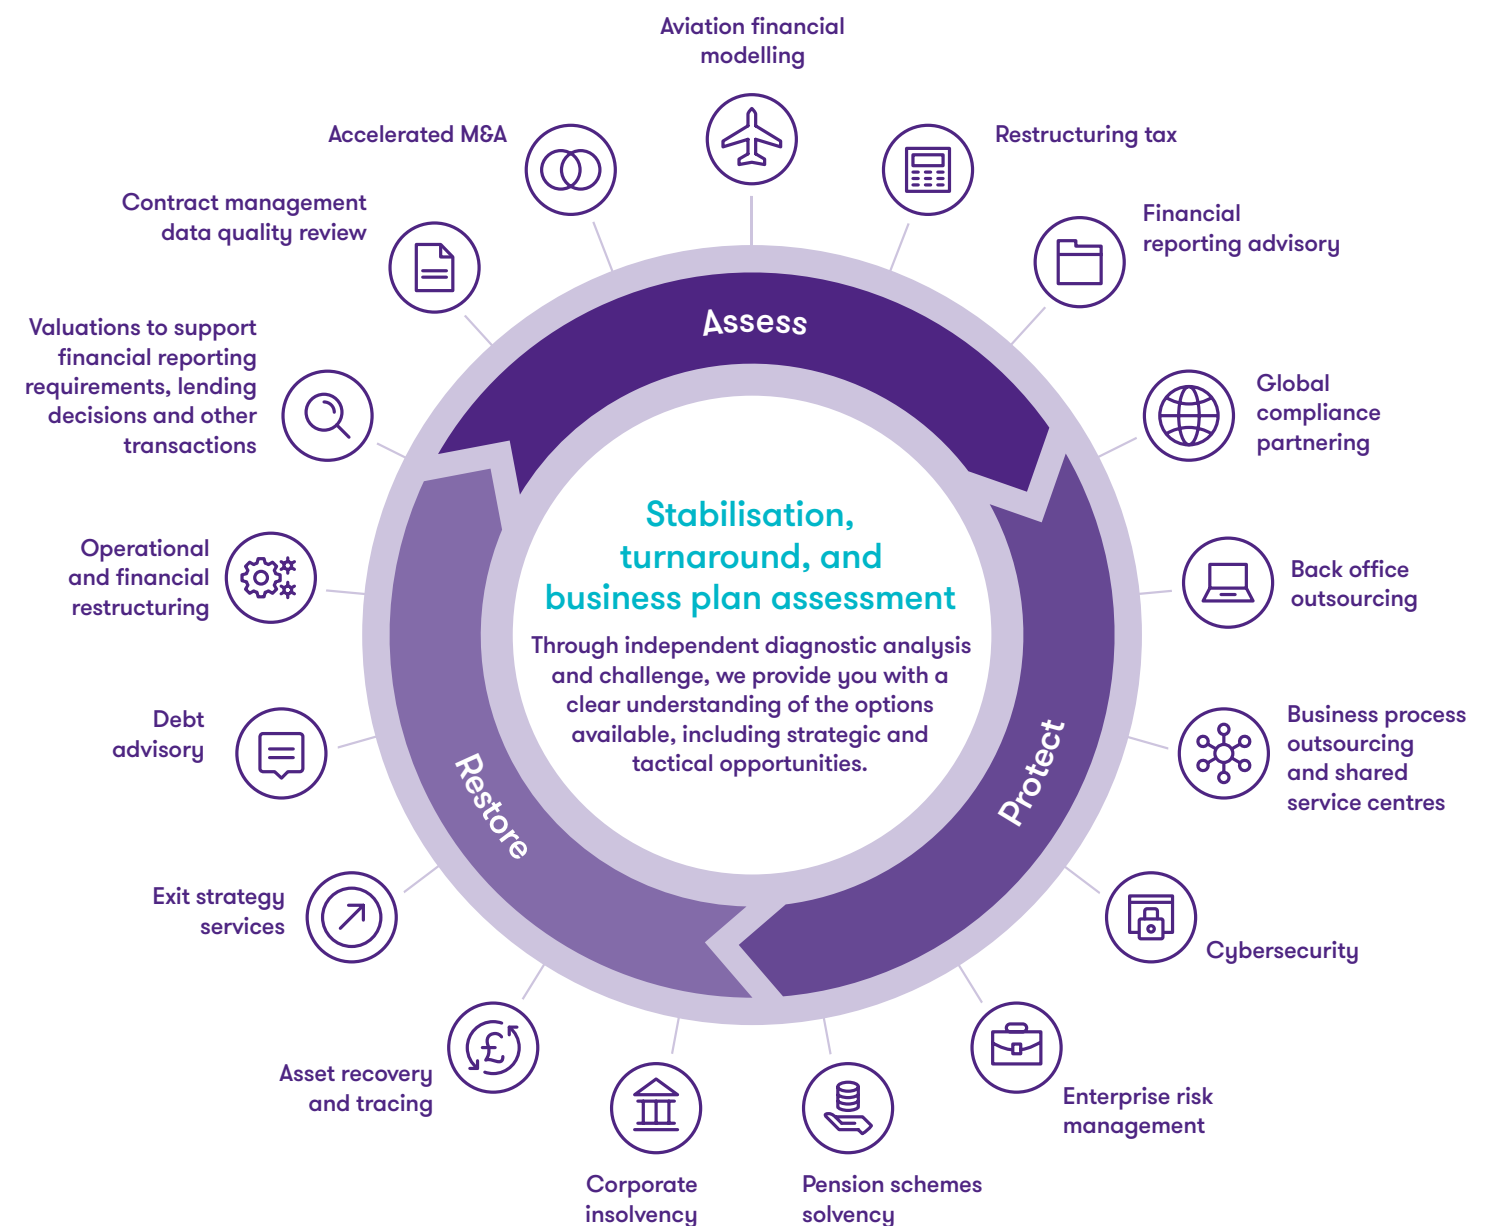 Aviation financial
modelling
Accelerated M&A
Restructuring tax
Contract management
data quality review
Financial
reporting advisory
Valuations to support
financial reporting
requirements, lending
decisions and other
transactions
Global
compliance
partnering
Assess
Operational
and financial
restructuring
Stabilisation,
turnaround, and
business plan assessment
Through independent diagnostic analysis
and challenge, we provide you with a
clear understanding of the options
available, including strategic and
tactical opportunities.
Back office
outsourcing
Debt
advisory
Restore
Protect
Business process
outsourcing
and shared
service centres
Exit strategy
services
Cybersecurity
£
Asset recovery
and tracing
Enterprise risk
management
Corporate
insolvency
Pension schemes
solvency